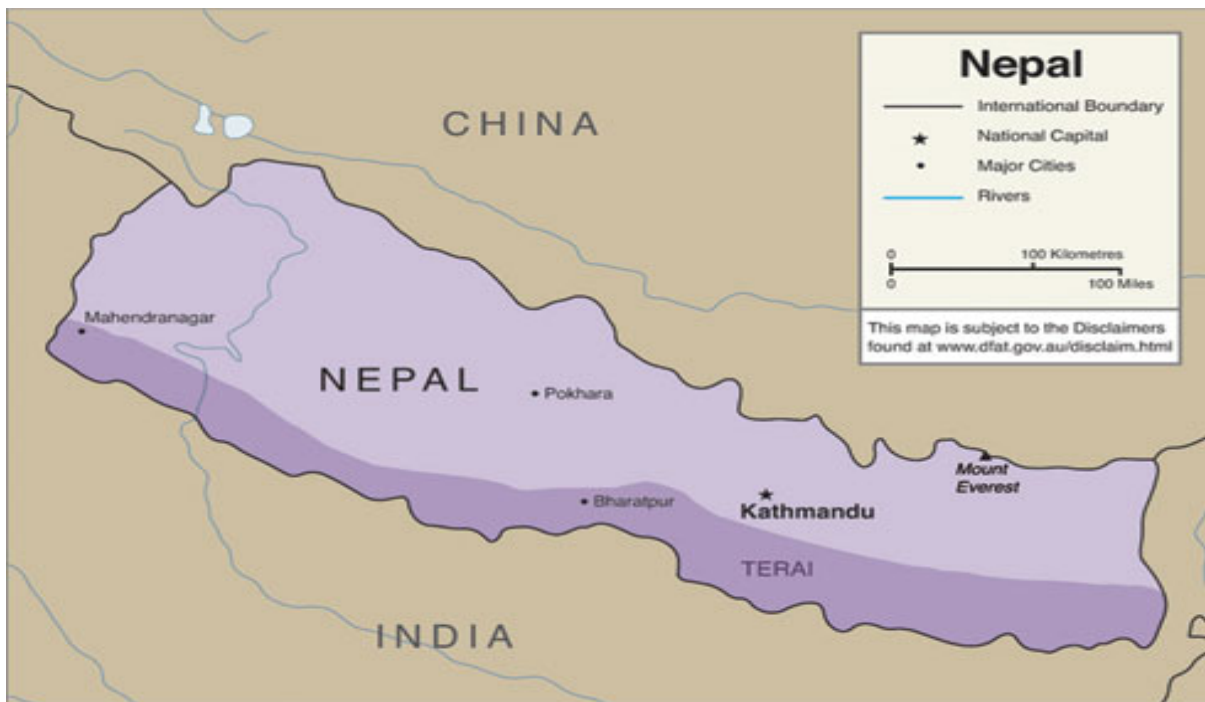 CHINA
Nepal
International Boundary
National Capital
Major Cities
Rivers
0 100 Kilometres
0 100 Miles
This map is subject to the Disclaimers
found at www.dfat.gov.au/disclaim.html
Mahendranagar
NEPAL
Pokhara
Mount
Everest
Bharatpur
Kathmandu
TERAI
INDIA